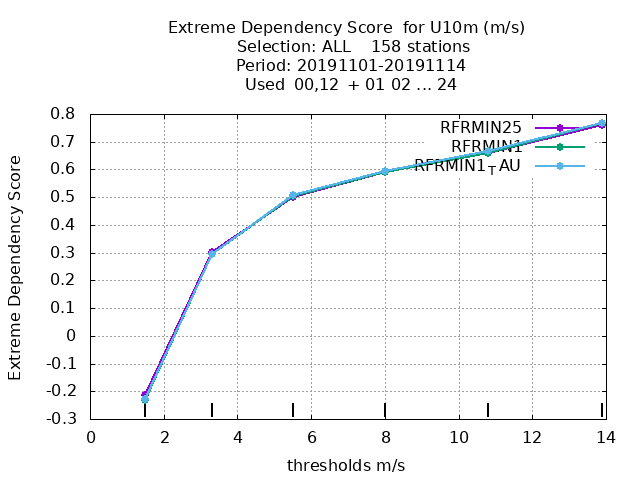 Extreme Dependency Score for U10m (m/s)
Selection: ALL 158 stations
Period: 20191101-20191114
Used 00,12 + 01 02 ... 24
Extreme Dependency Score
0.8
0.7
0.6
0.5
0.4
0.3
0.2
0.1
0
-0.1
-0.2
-0.3
RFRMIN25
RFRMIN1
RFRMIN1TAU
0 2 4 6 8 10 12 14
thresholds m/s